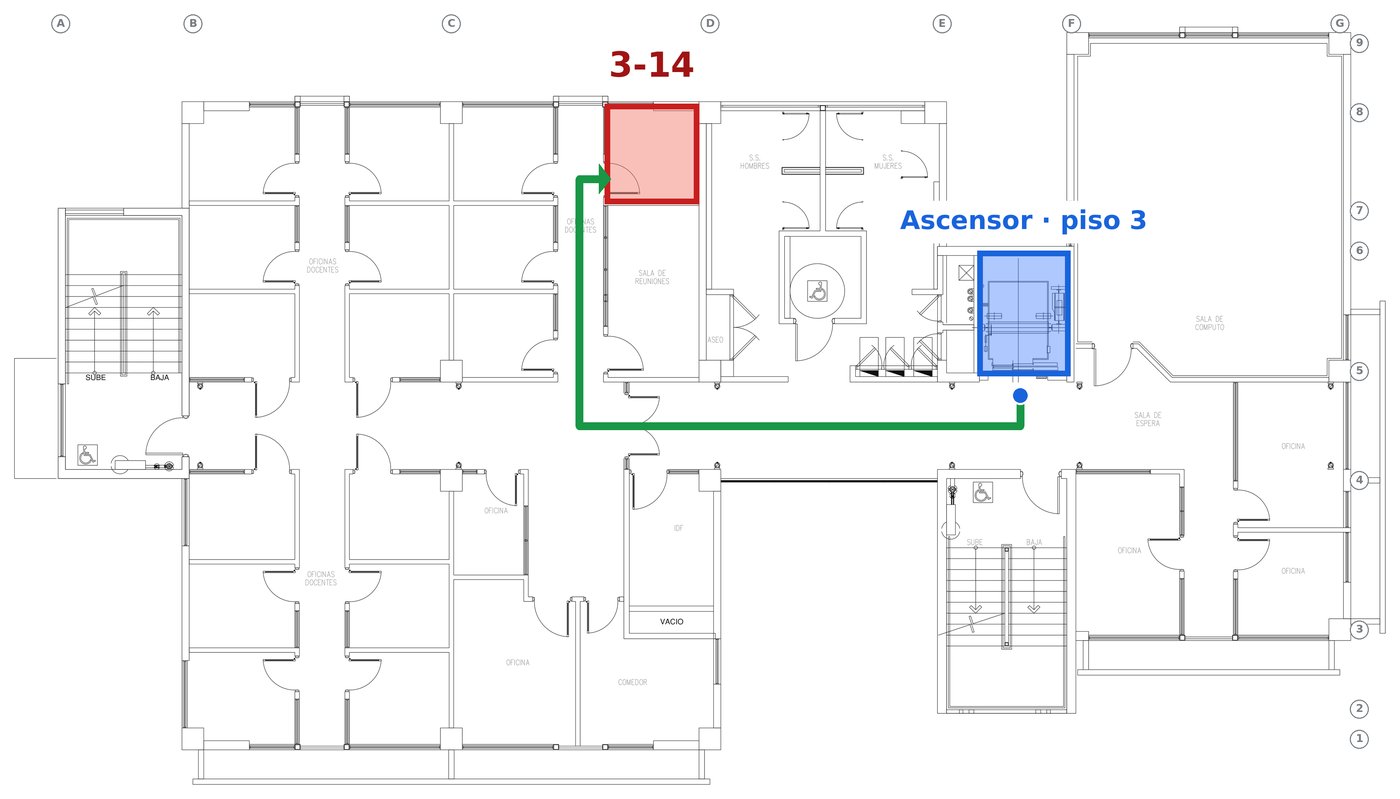 A B C D E F G
9
3-14
8
S.S.
HOMBRES
S.S.
MUJERES
7
Ascensor · piso 3
OFICINAS
DOCENTES
6
OFICINAS
DOCENTES
SALA DE
REUNIONES
SALA DE
COMPUTO
ASEO
SUBE BAJA
5
SALA DE
ESPERA
OFICINA
4
OFICINA
IDF
SUBE BAJA
OFICINA
OFICINA
OFICINAS
DOCENTES
VACIO
3
OFICINA
COMEDOR
2
1